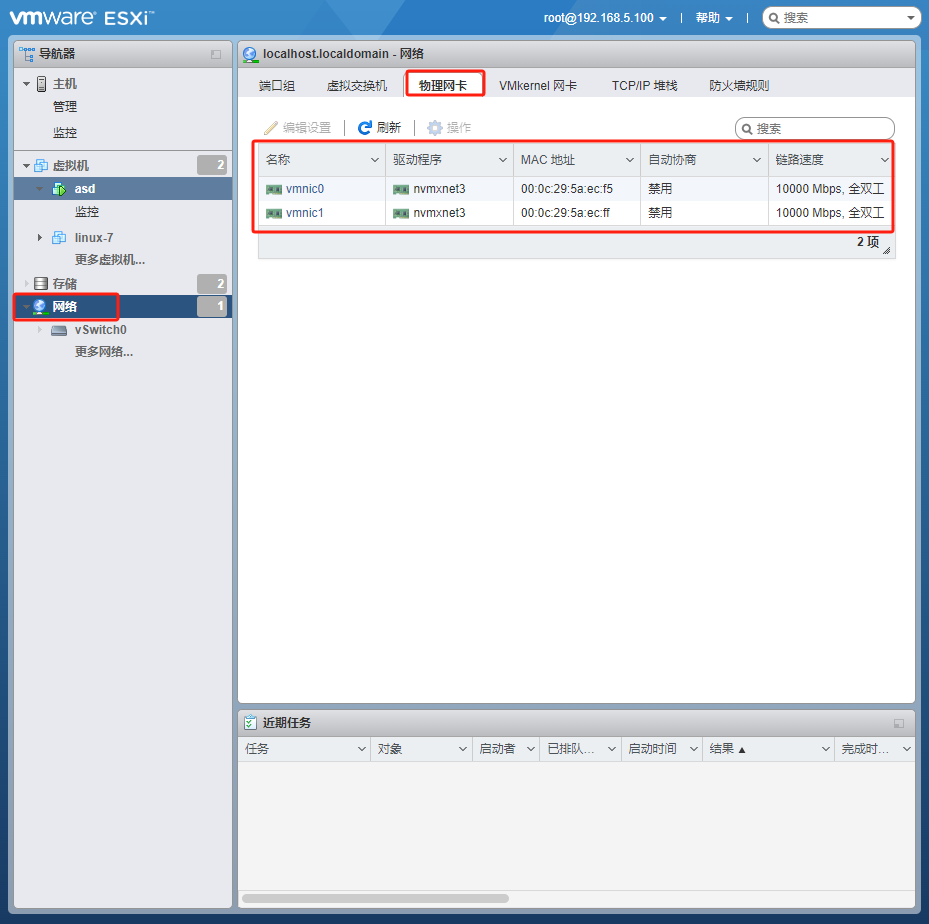 vmware ESXi™
root@192.168.5.100
帮助
搜索
导航器
主机
管理
监控
虚拟机 2
asd
监控
linux-7
更多虚拟机...
存储 2
网络 1
vSwitch0
更多网络...
localhost.localdomain - 网络
端口组 虚拟交换机 物理网卡 VMkernel 网卡 TCP/IP 堆栈 防火墙规则
编辑设置 刷新 操作 搜索
名称 驱动程序 MAC 地址 自动协商 链路速度
vmnic0 nvmxnet3 00:0c:29:5a:ec:f5 禁用 10000 Mbps, 全双工
vmnic1 nvmxnet3 00:0c:29:5a:ec:ff 禁用 10000 Mbps, 全双工
2 项
近期任务
任务 对象 启动者 已排队... 启动时间 结果 ▲ 完成时...